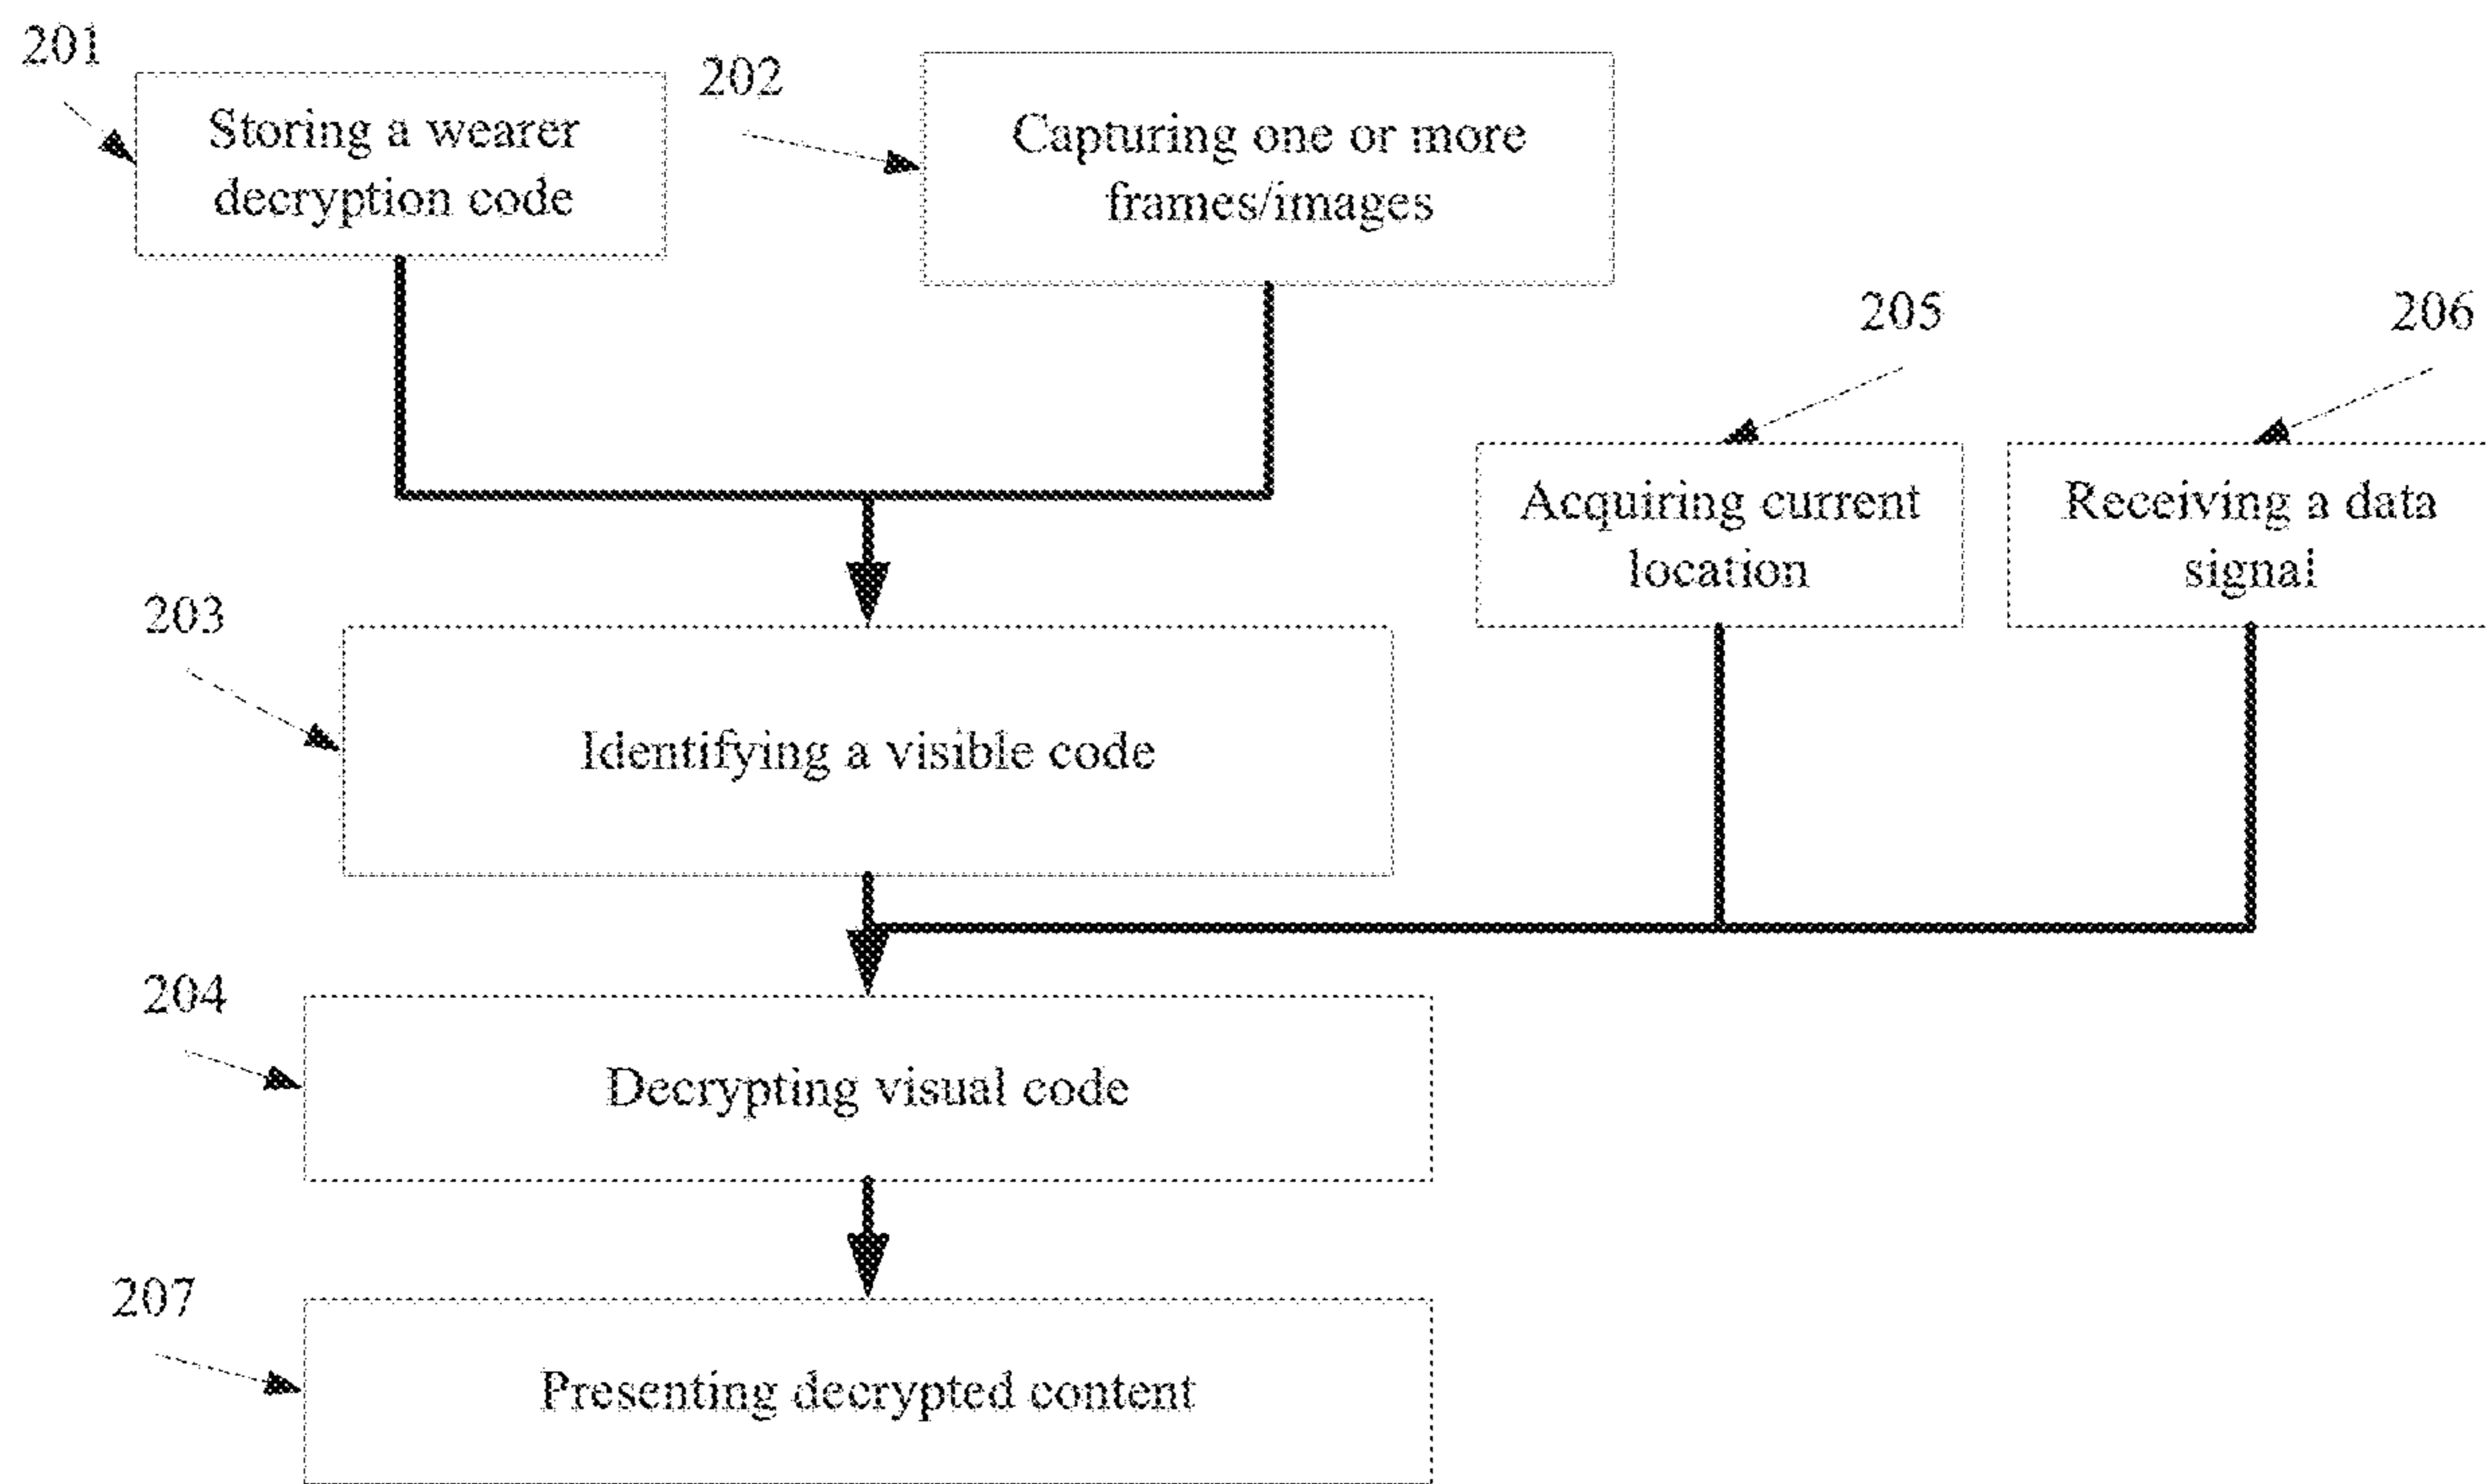 201
Storing a wearer
decryption code
202
Capturing one or more
frames/images
205
Acquiring current
location
206
Receiving a data
signal
203
Identifying a visible code
204
Decrypting visual code
207
Presenting decrypted content